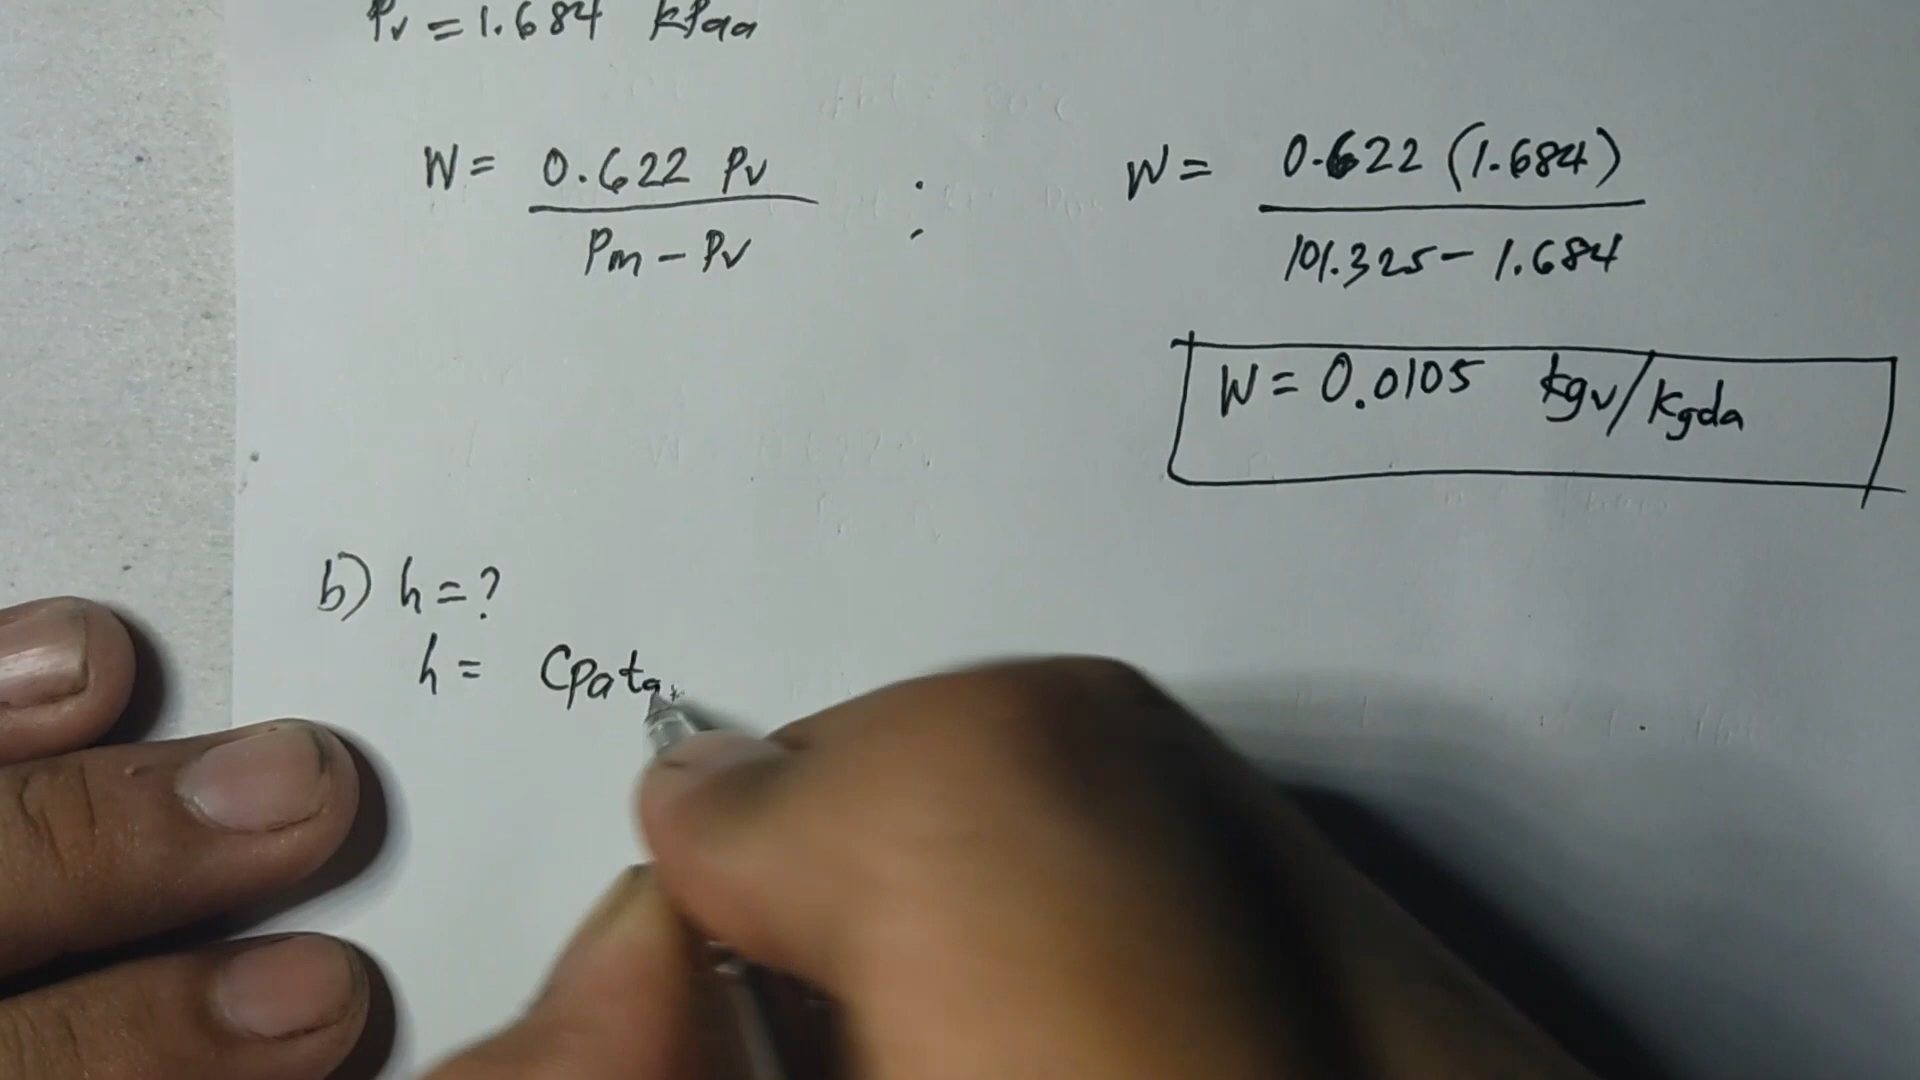 Pv = 1.684 kPaa
W = 0.622 Pv / Pm - Pv : W = 0.622 (1.684) / 101.325 - 1.684
W = 0.0105 kgv/kgda
b) h = ?
h = Cpata